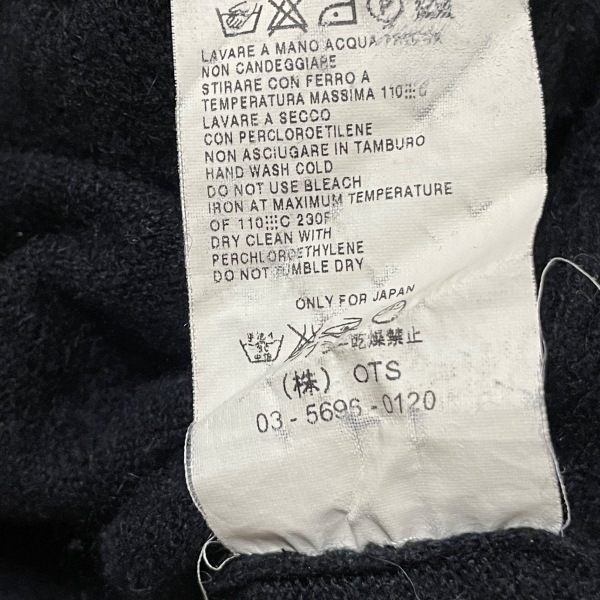 LAVARE A MANO ACQUA FREDDA
NON CANDEGGIARE
STIRARE CON FERRO A
TEMPERATURA MASSIMA 110°C
LAVARE A SECCO
CON PERCLOROETILENE
NON ASCIUGARE IN TAMBURO
HAND WASH COLD
DO NOT USE BLEACH
IRON AT MAXIMUM TEMPERATURE
OF 110°C 230F
DRY CLEAN WITH
PERCHLOROETHYLENE
DO NOT TUMBLE DRY
ONLY FOR JAPAN
乾燥禁止
(株) OTS
03-5695-0120